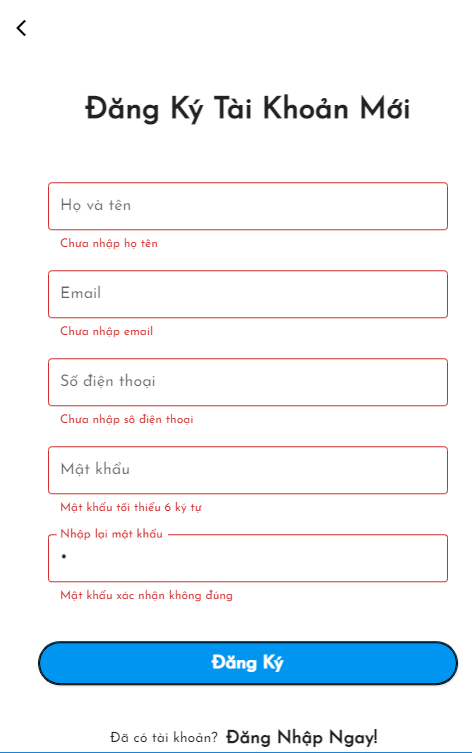 Đăng Ký Tài Khoản Mới
Họ và tên
Chưa nhập họ tên
Email
Chưa nhập email
Số điện thoại
Chưa nhập số điện thoại
Mật khẩu
Mật khẩu tối thiểu 6 ký tự
Nhập lại mật khẩu
•
Mật khẩu xác nhận không đúng
Đăng Ký
Đã có tài khoản? Đăng Nhập Ngay!